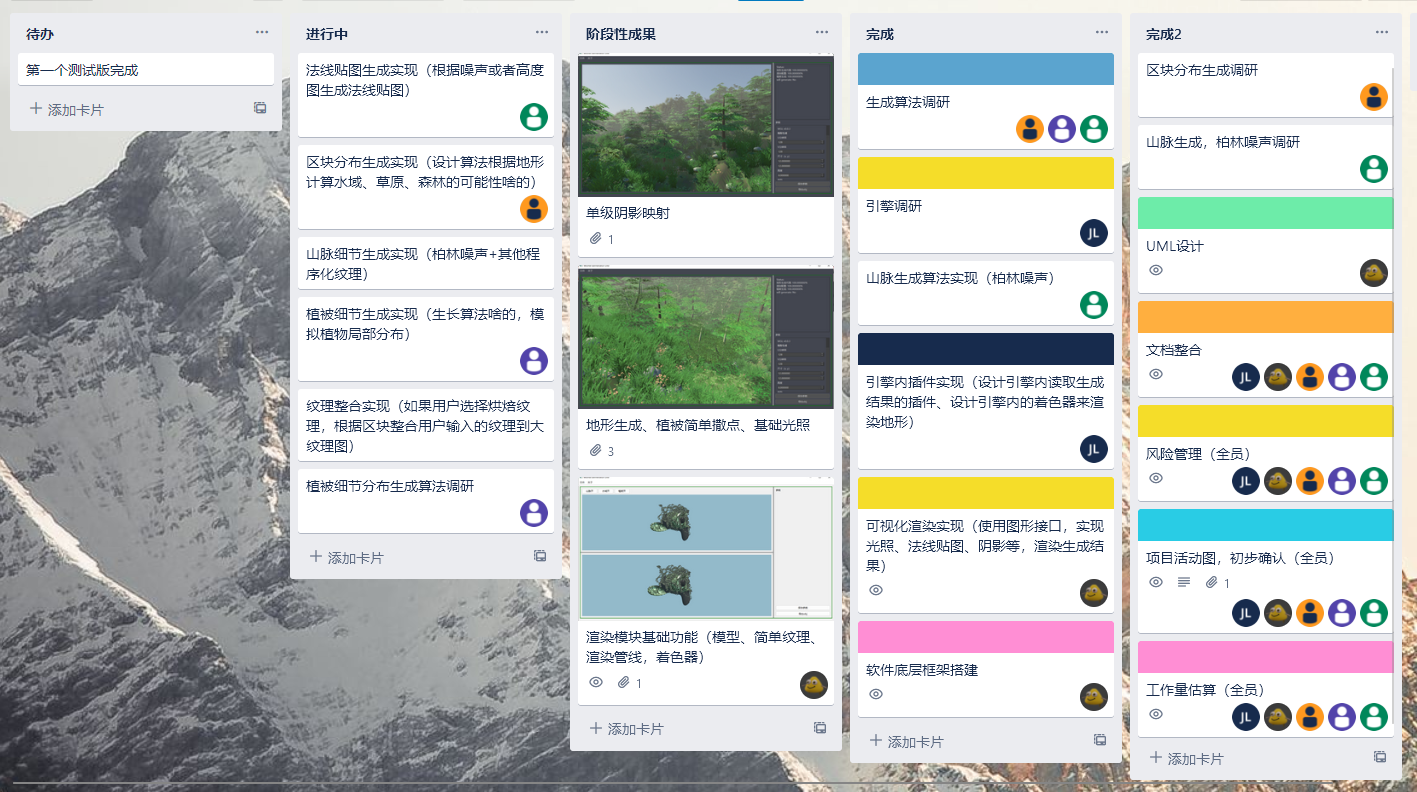 待办
第一个测试版完成
添加卡片
进行中
法线贴图生成实现（根据噪声或者高度
图生成法线贴图）
区块分布生成实现（设计算法根据地形
计算水域、草原、森林的可能性啥的）
山脉细节生成实现（柏林噪声+其他程
序化纹理）
植被细节生成实现（生长算法啥的，模
拟植物局部分布）
纹理整合实现（如果用户选择烘焙纹
理，根据区块整合用户输入的纹理到大
纹理图）
植被细节分布生成算法调研
添加卡片
阶段性成果
单级阴影映射
1
地形生成、植被简单撒点、基础光照
3
渲染模块基础功能（模型、简单纹理、
渲染管线，着色器）
1
添加卡片
完成
生成算法调研
引擎调研
JL
山脉生成算法实现（柏林噪声）
引擎内插件实现（设计引擎内读取生成
结果的插件、设计引擎内的着色器来渲
染地形）
JL
可视化渲染实现（使用图形接口，实现
光照、法线贴图、阴影等，渲染生成结
果）
软件底层框架搭建
添加卡片
完成2
区块分布生成调研
山脉生成，柏林噪声调研
UML设计
文档整合
JL
风险管理（全员）
JL
项目活动图，初步确认（全员）
1
JL
工作量估算（全员）
JL
添加卡片